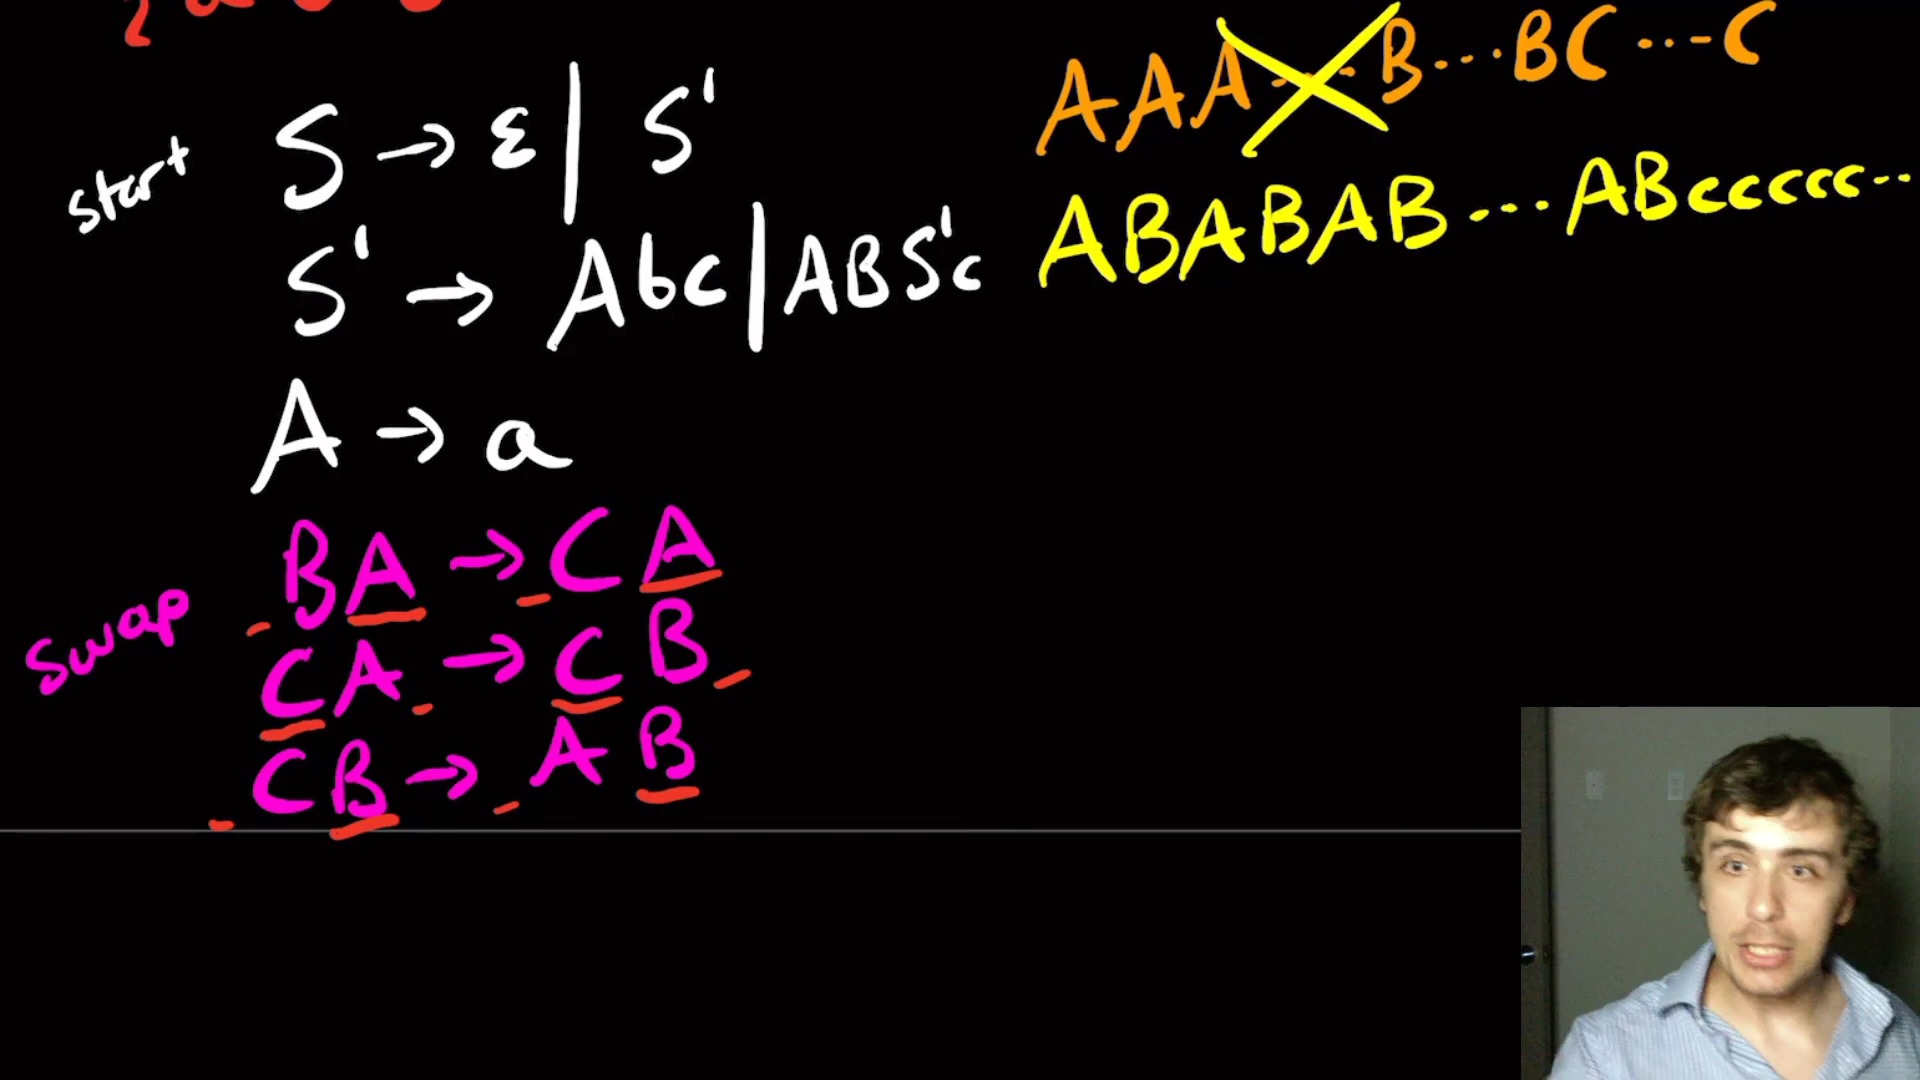 start S → ε | S'
S' → Abc | ABS'c
A → a
swap
BA → CA
CA → CB
CB → AB
AAA ... B ... BC ... C
ABABAB ... ABccccc ..